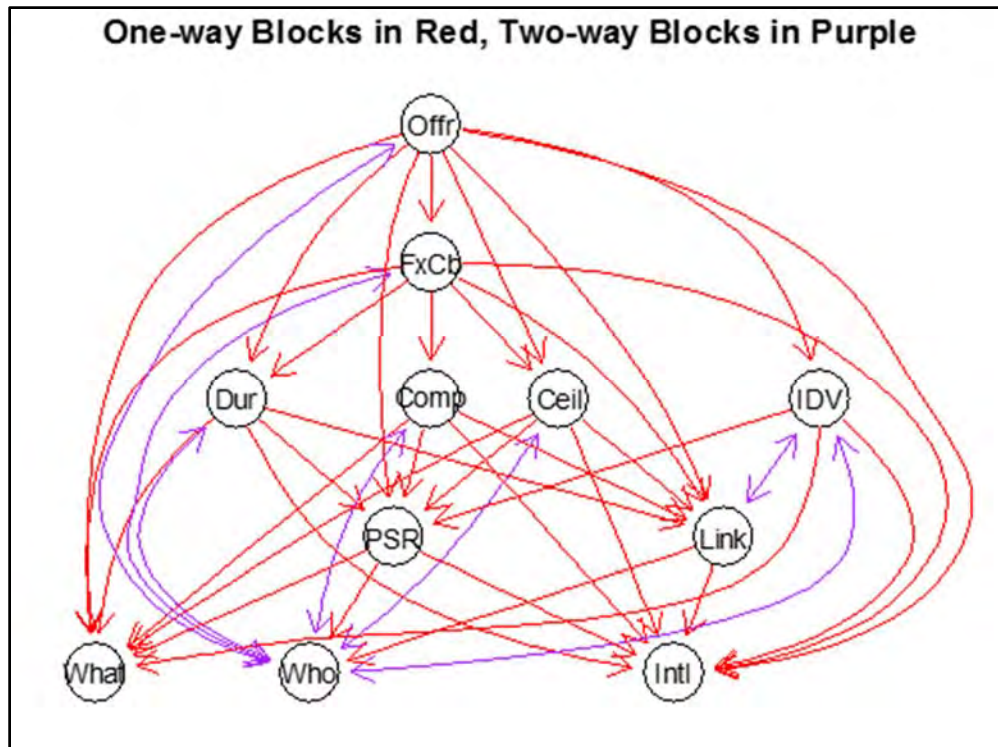 One-way Blocks in Red, Two-way Blocks in Purple
Offr
FxCb
Dur Comp Ceil IDV
PSR Link
What Who Intl